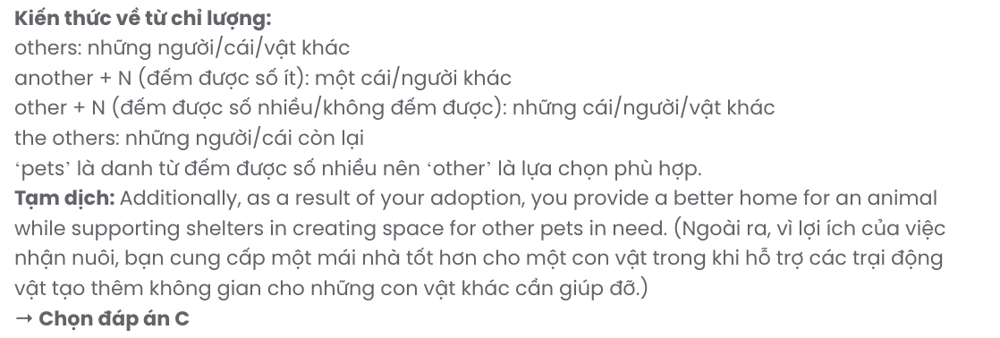 Kiến thức về từ chỉ lượng:
others: những người/cái/vật khác
another + N (đếm được số ít): một cái/người khác
other + N (đếm được số nhiều/không đếm được): những cái/người/vật khác
the others: những người/cái còn lại
‘pets’ là danh từ đếm được số nhiều nên ‘other’ là lựa chọn phù hợp.
Tạm dịch: Additionally, as a result of your adoption, you provide a better home for an animal
while supporting shelters in creating space for other pets in need. (Ngoài ra, vì lợi ích của việc
nhận nuôi, bạn cung cấp một mái nhà tốt hơn cho một con vật trong khi hỗ trợ các trại động
vật tạo thêm không gian cho những con vật khác cần giúp đỡ.)
→ Chọn đáp án C